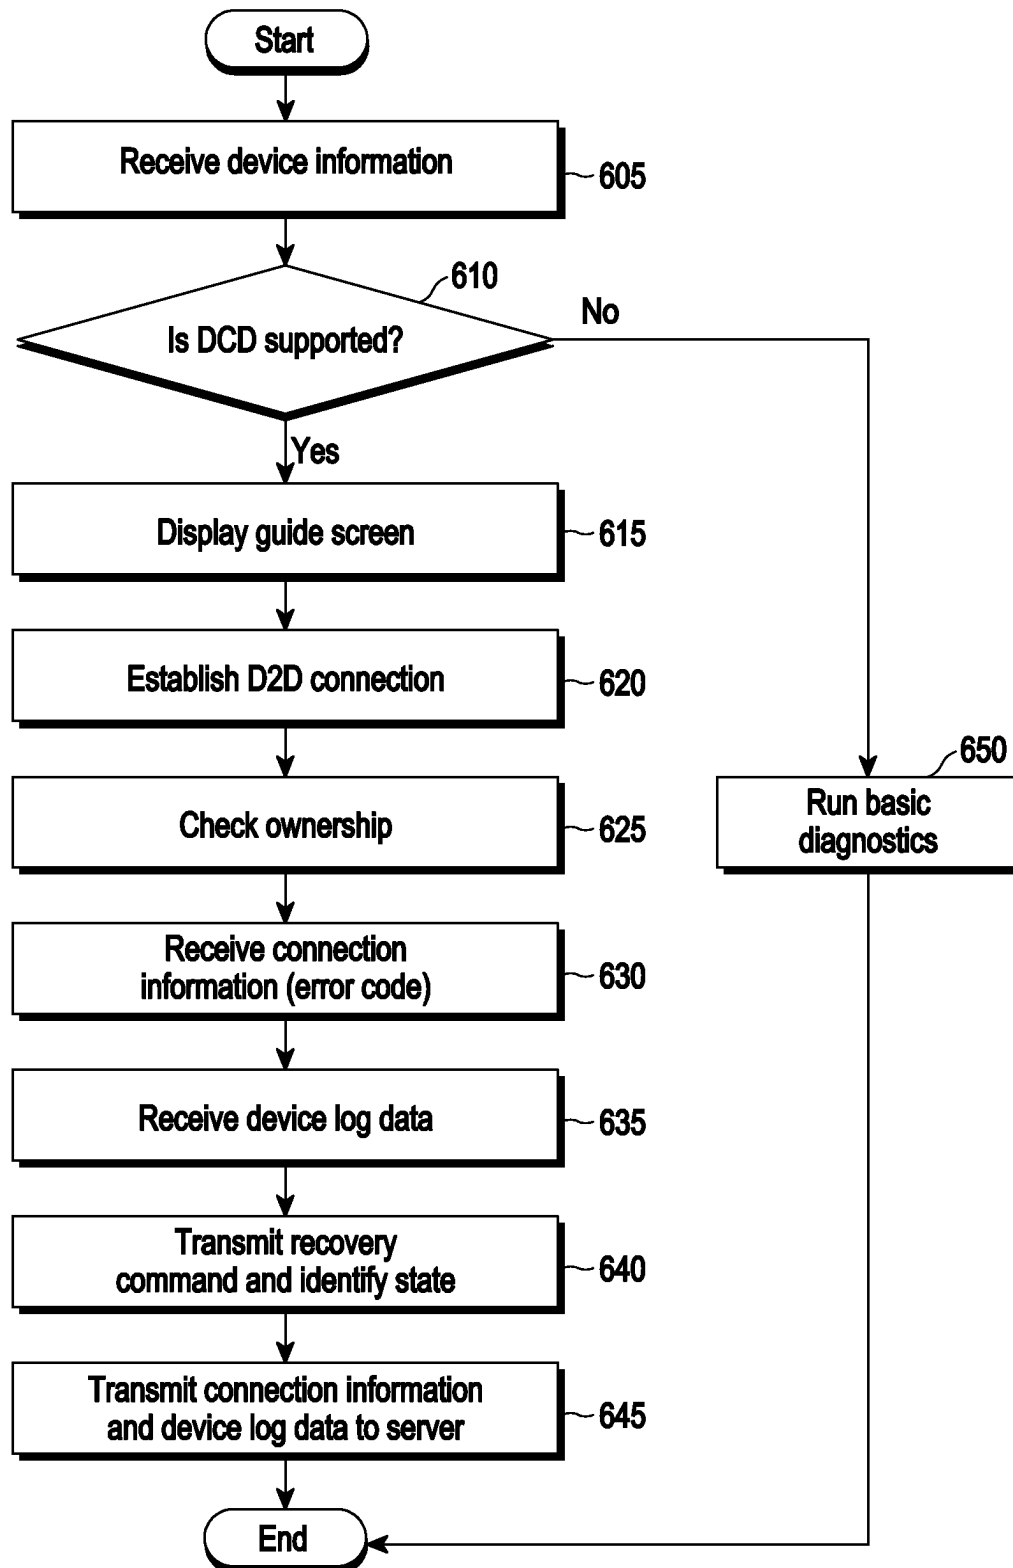 Start
Receive device information
605
610
Is DCD supported?
No
Yes
Display guide screen
615
Establish D2D connection
620
650
Run basic
diagnostics
Check ownership
625
Receive connection
information (error code)
630
Receive device log data
635
Transmit recovery
command and identify state
640
Transmit connection information
and device log data to server
645
End